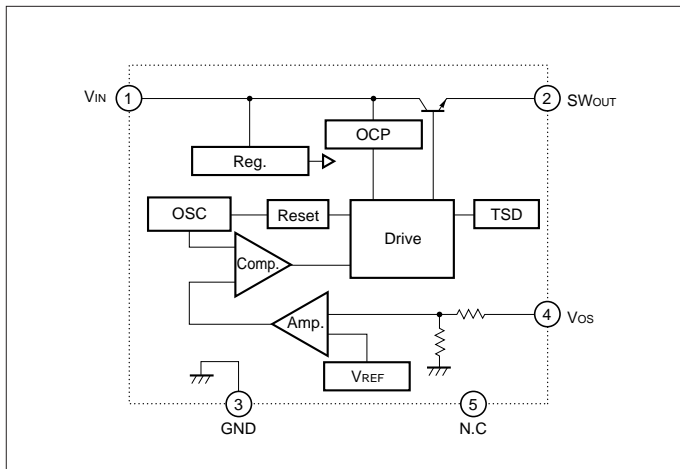 VIN
1
2
SWOUT
OCP
Reg.
OSC
Reset
Drive
TSD
Comp.
Amp.
4
VOS
VREF
3
GND
5
N.C